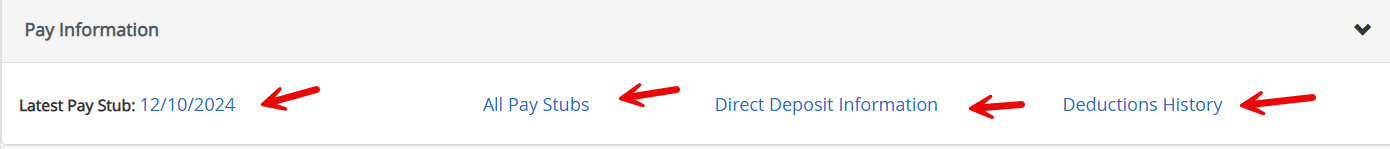 Pay Information
Latest Pay Stub: 12/10/2024 All Pay Stubs Direct Deposit Information Deductions History